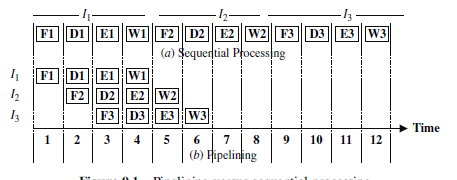 I1 I2 I3
F1 D1 E1 W1 F2 D2 E2 W2 F3 D3 E3 W3
(a) Sequential Processing
I1 F1 D1 E1 W1
I2 F2 D2 E2 W2
I3 F3 D3 E3 W3
Time
1 2 3 4 5 6 7 8 9 10 11 12
(b) Pipelining